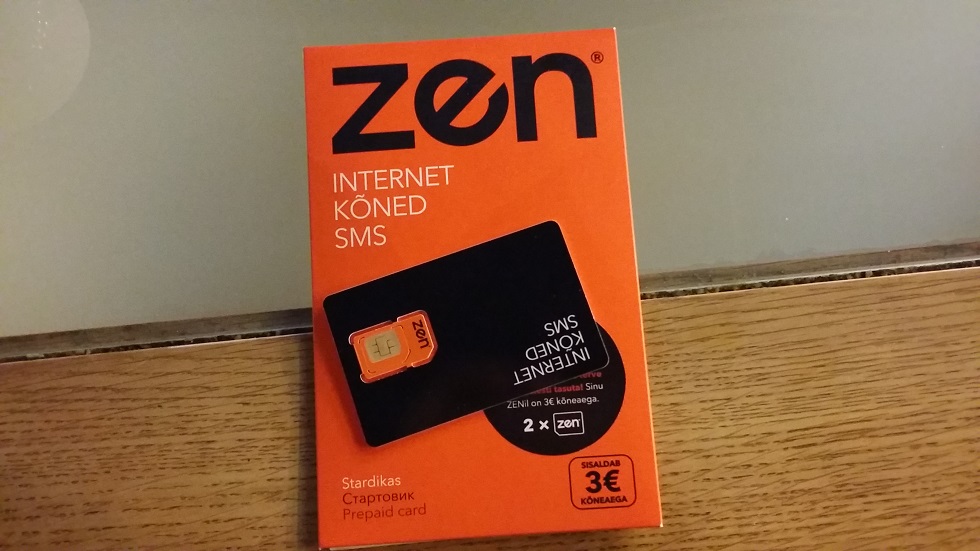 zen®
INTERNET
KÕNED
SMS
zen
INTERNET
KÕNED
SMS
tasuta! Sinu
ZENil on 3€ kõneaega.
2 x zen
SISALDAB
3€
KÕNEAEGA
Stardikas
Стартовик
Prepaid card